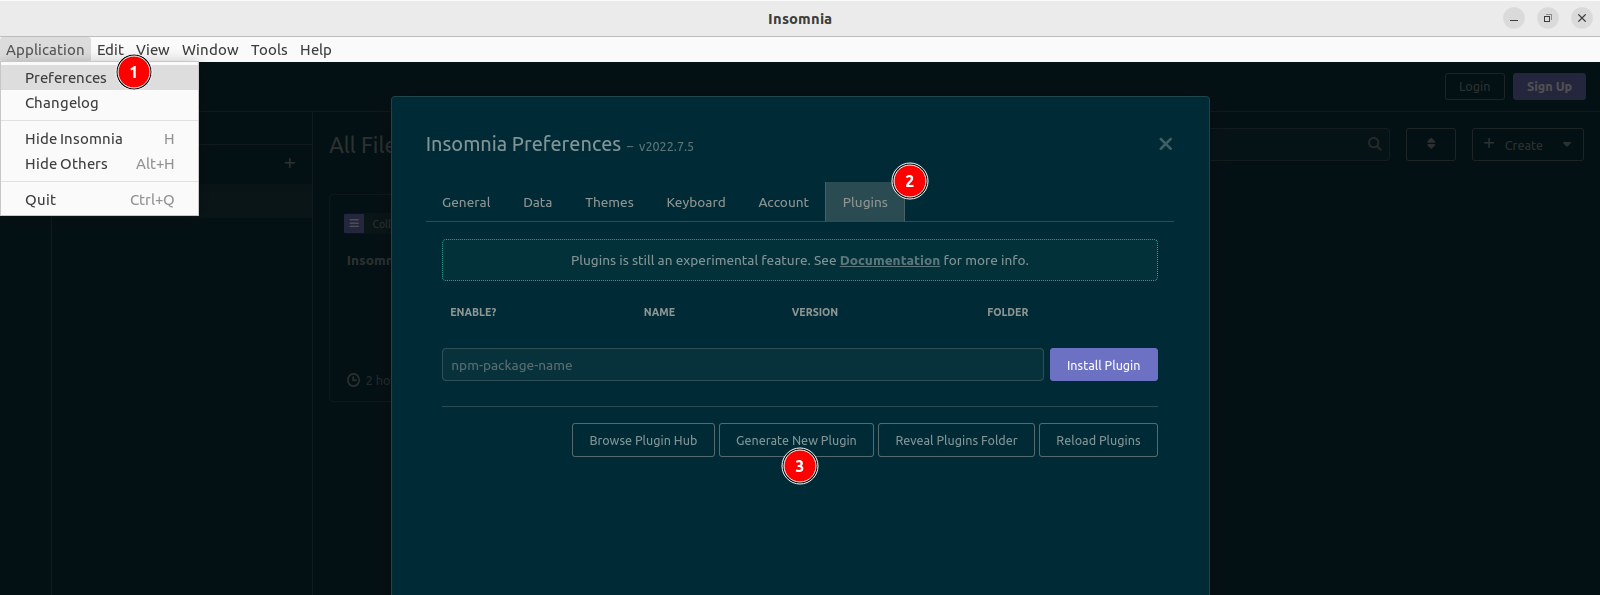 Insomnia
Application Edit View Window Tools Help
Preferences 1
Changelog
Hide Insomnia H
Hide Others Alt+H
Quit Ctrl+Q
Login Sign Up
All File
Create
Coll
Insomn
2 ho
Insomnia Preferences – v2022.7.5
2
General Data Themes Keyboard Account Plugins
Plugins is still an experimental feature. See Documentation for more info.
ENABLE? NAME VERSION FOLDER
npm-package-name Install Plugin
Browse Plugin Hub Generate New Plugin Reveal Plugins Folder Reload Plugins
3